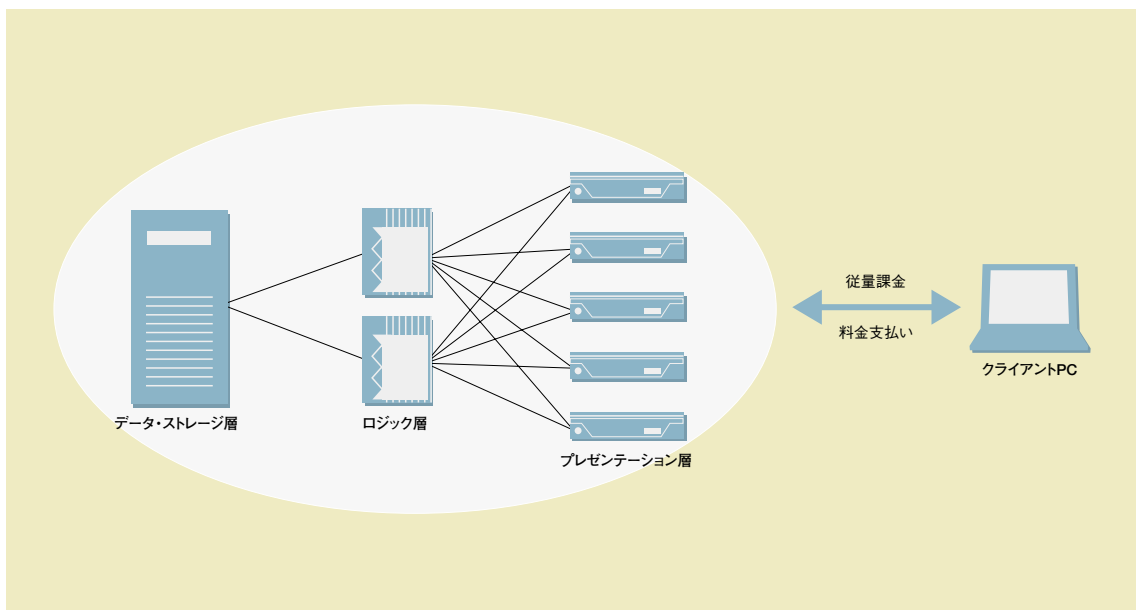 データ・ストレージ層
ロジック層
プレゼンテーション層
従量課金
料金支払い
クライアントPC